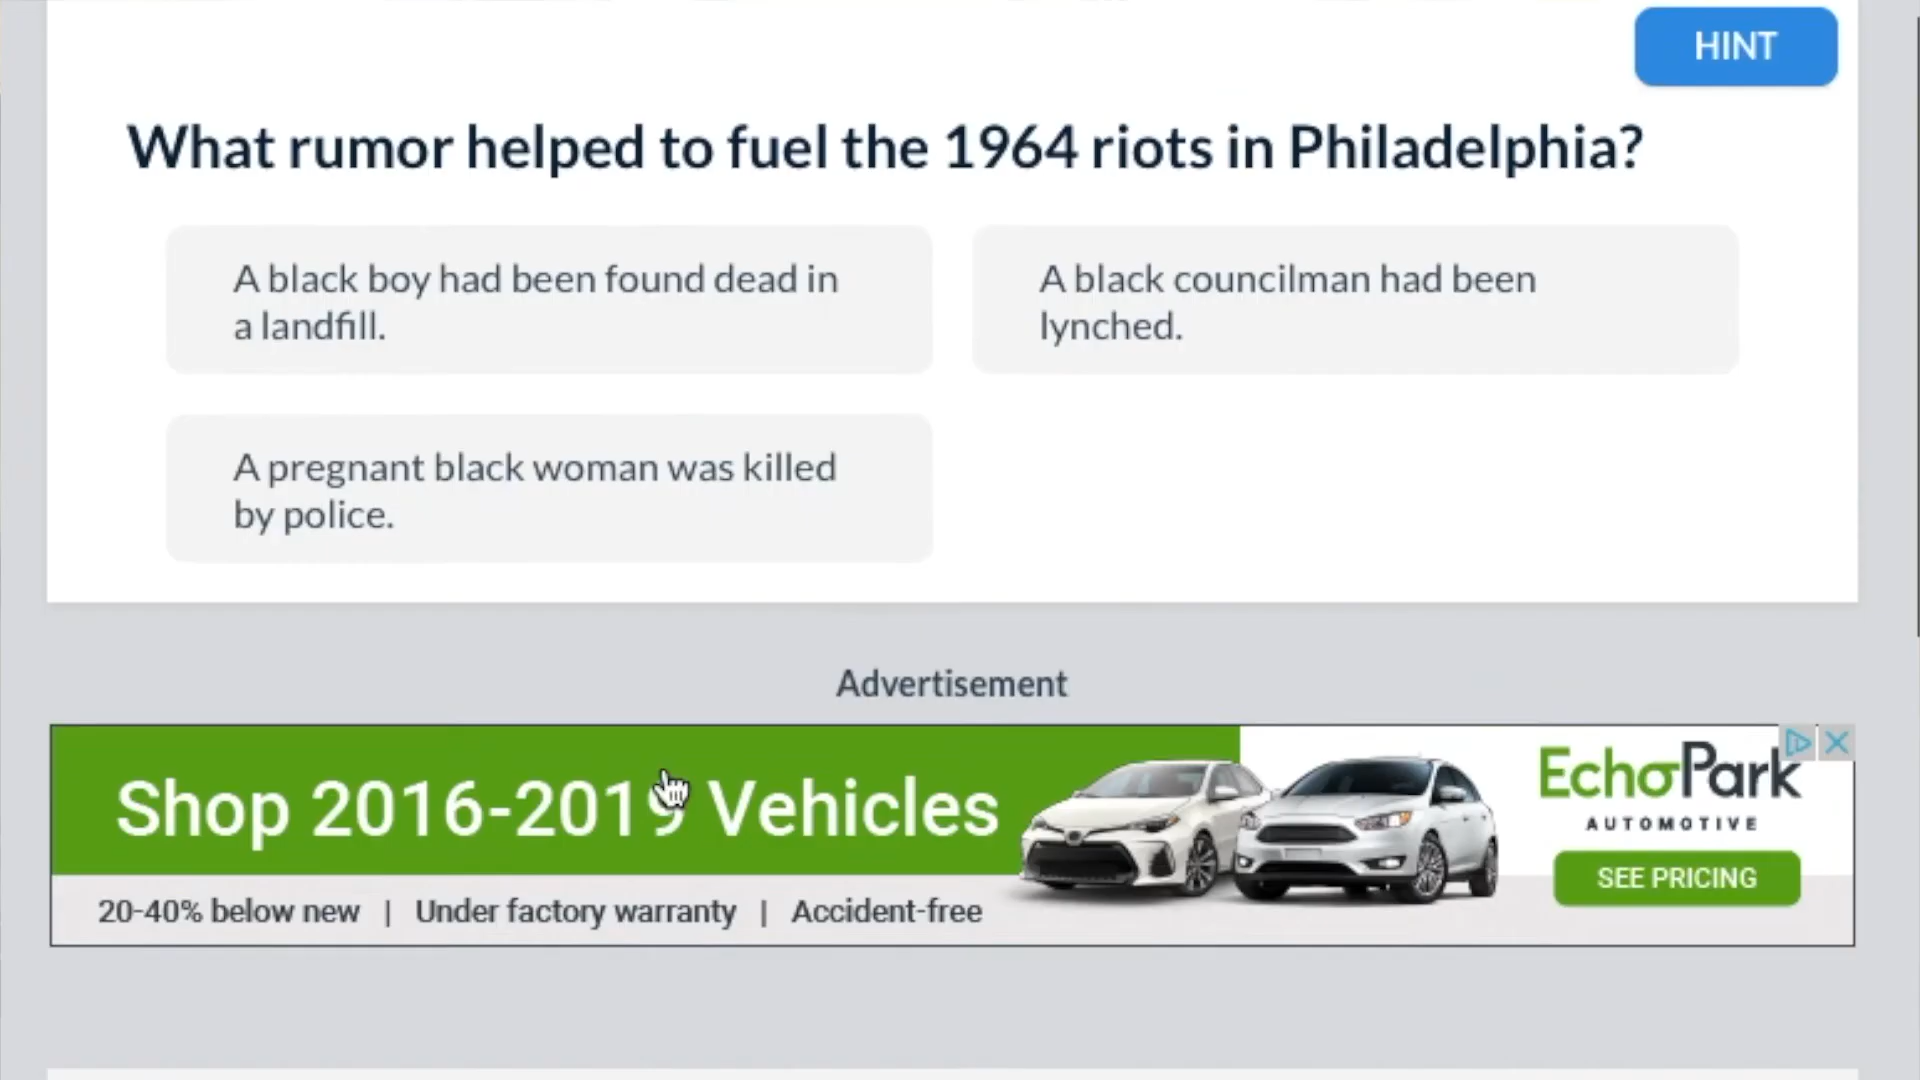 HINT
What rumor helped to fuel the 1964 riots in Philadelphia?
A black boy had been found dead in
a landfill.
A black councilman had been
lynched.
A pregnant black woman was killed
by police.
Advertisement
Shop 2016-2019 Vehicles
20-40% below new | Under factory warranty | Accident-free
EchoPark
AUTOMOTIVE
SEE PRICING